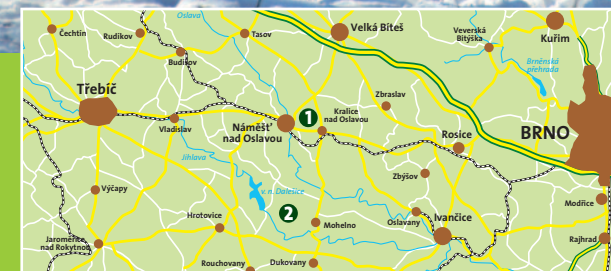 Oslava
Čechtín
Rudíkov
Tasov
Velká Bíteš
Veverská
Bítýška
Kuřim
Budišov
Brněnská
přehrada
Třebíč
Zbraslav
1
Kralice
nad Oslavou
Vladislav
Náměšť
nad Oslavou
Rosice
BRNO
Jihlava
Zbýšov
Výčapy
v. n. Dalešice
Modřice
2
Hrotovice
Mohelno
Oslavany
Ivančice
Jaroměřice
nad Rokytnou
Rajhrad
Rouchovany
Dukovany